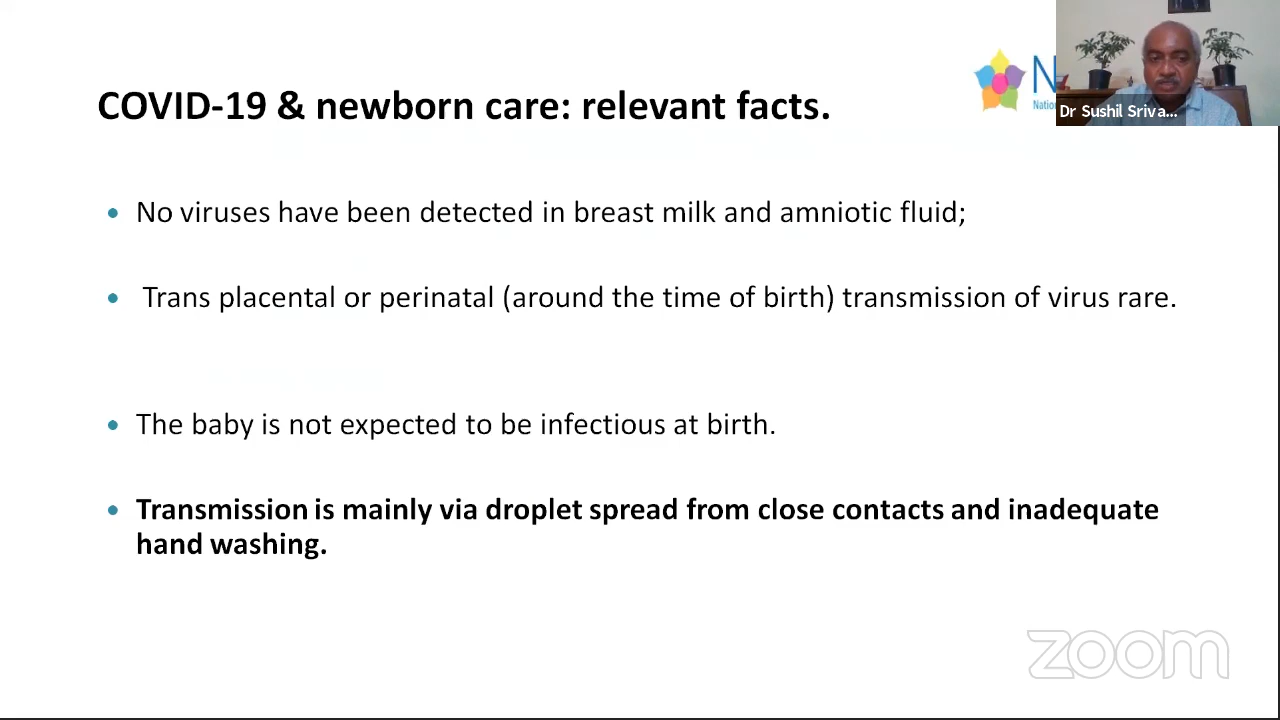 COVID-19 & newborn care: relevant facts.
N
Nation
Dr Sushil Sriva...
• No viruses have been detected in breast milk and amniotic fluid;
• Trans placental or perinatal (around the time of birth) transmission of virus rare.
• The baby is not expected to be infectious at birth.
• Transmission is mainly via droplet spread from close contacts and inadequate
hand washing.
zoom